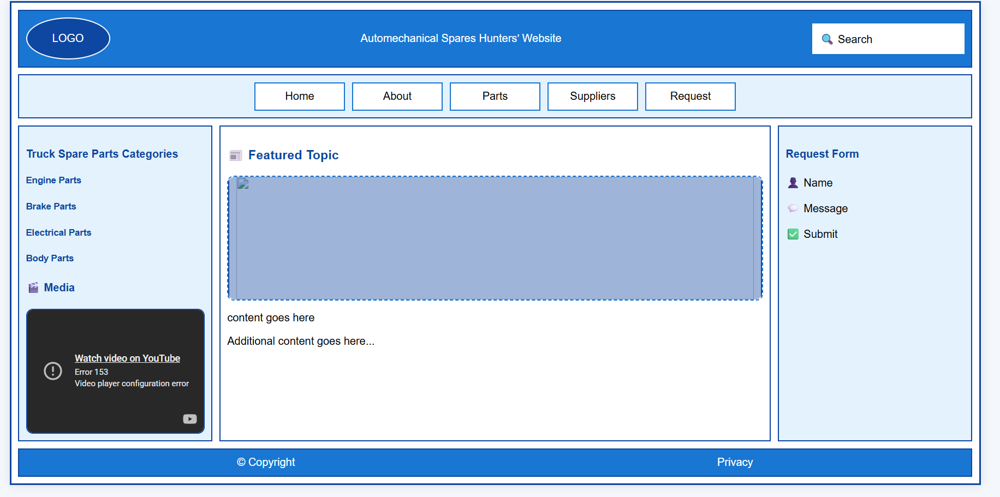 LOGO
Automechanical Spares Hunters’ Website
🔍 Search
Home
About
Parts
Suppliers
Request
Truck Spare Parts Categories
Engine Parts
Brake Parts
Electrical Parts
Body Parts
🎬 Media
Watch video on YouTube
Error 153
Video player configuration error
📰 Featured Topic
content goes here
Additional content goes here...
Request Form
👤 Name
💬 Message
✅ Submit
© Copyright
Privacy